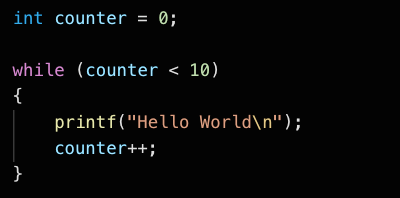 int counter = 0;
while (counter < 10)
{
printf("Hello World\n");
counter++;
}